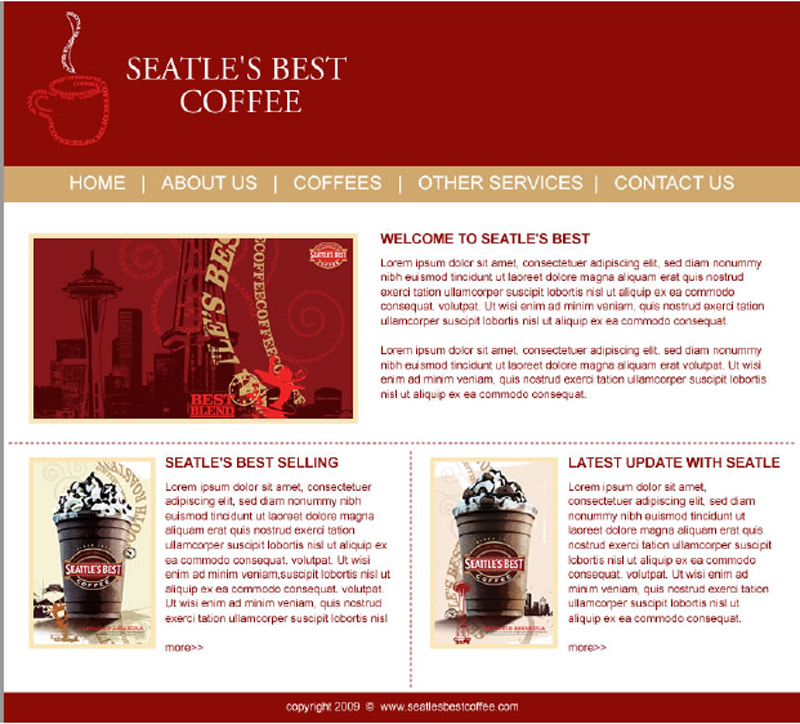 SEATLE'S BEST
COFFEE
HOME | ABOUT US | COFFEES | OTHER SERVICES | CONTACT US
SEATTLE'S BEST
COFFEE
LE'S BES
COFFEECOFFEECOFFEE
BEST
BLEND
WELCOME TO SEATLE'S BEST
Lorem ipsum dolor sit amet, consectetuer adipiscing elit, sed diam nonummy
nibh euismod tincidunt ut laoreet dolore magna aliquam erat quis nostrud
exerci tation ullamcorper suscipit lobortis nisl ut aliquip ex ea commodo
consequat. volutpat. Ut wisi enim ad minim veniam, quis nostrud exerci tation
ullamcorper suscipit lobortis nisl ut aliquip ex ea commodo consequat.
Lorem ipsum dolor sit amet, consectetuer adipiscing elit, sed diam nonummy
nibh euismod tincidunt ut laoreet dolore magna aliquam erat volutpat. Ut wisi
enim ad minim veniam, quis nostrud exerci tation ullamcorper suscipit lobortis
nisl ut aliquip ex ea commodo consequat.
SEATTLE'S BEST
COFFEE
SEATLE'S BEST SELLING
Lorem ipsum dolor sit amet, consectetuer
adipiscing elit, sed diam nonummy nibh
euismod tincidunt ut laoreet dolore magna
aliquam erat quis nostrud exerci tation
ullamcorper suscipit lobortis nisl ut aliquip ex
ea commodo consequat. volutpat. Ut wisi
enim ad minim veniam,suscipit lobortis nisl ut
aliquip ex ea commodo consequat. volutpat.
Ut wisi enim ad minim veniam, quis nostrud
exerci tation ullamcorper suscipit lobortis nisl
more>>
SEATTLE'S BEST
COFFEE
LATEST UPDATE WITH SEATLE
Lorem ipsum dolor sit amet,
consectetuer adipiscing elit, sed diam
nonummy nibh euismod tincidunt ut
laoreet dolore magna aliquam erat quis
nostrud exerci tation ullamcorper suscipit
lobortis nisl ut aliquip ex ea commodo
consequat. volutpat. Ut wisi enim ad
minim veniam, quis nostrud exerci tation
ullamcorper suscipit lobortis nisl ut aliquip
ex ea commodo consequat.
more>>
copyright 2009 © www.seatlesbestcoffee.com